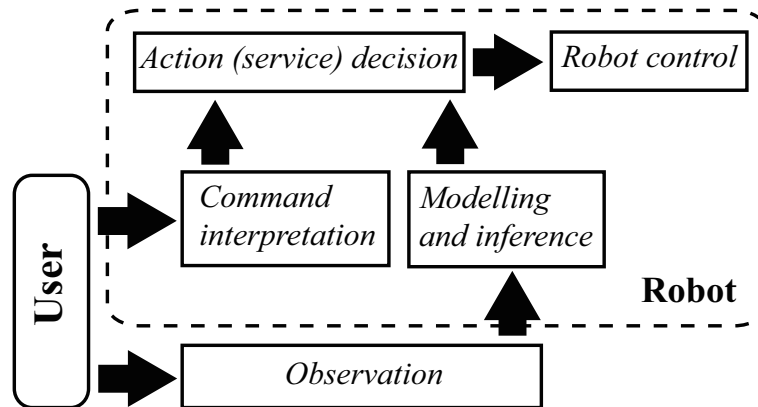 Action (service) decision
Robot control
Command
interpretation
Modelling
and inference
User
Robot
Observation